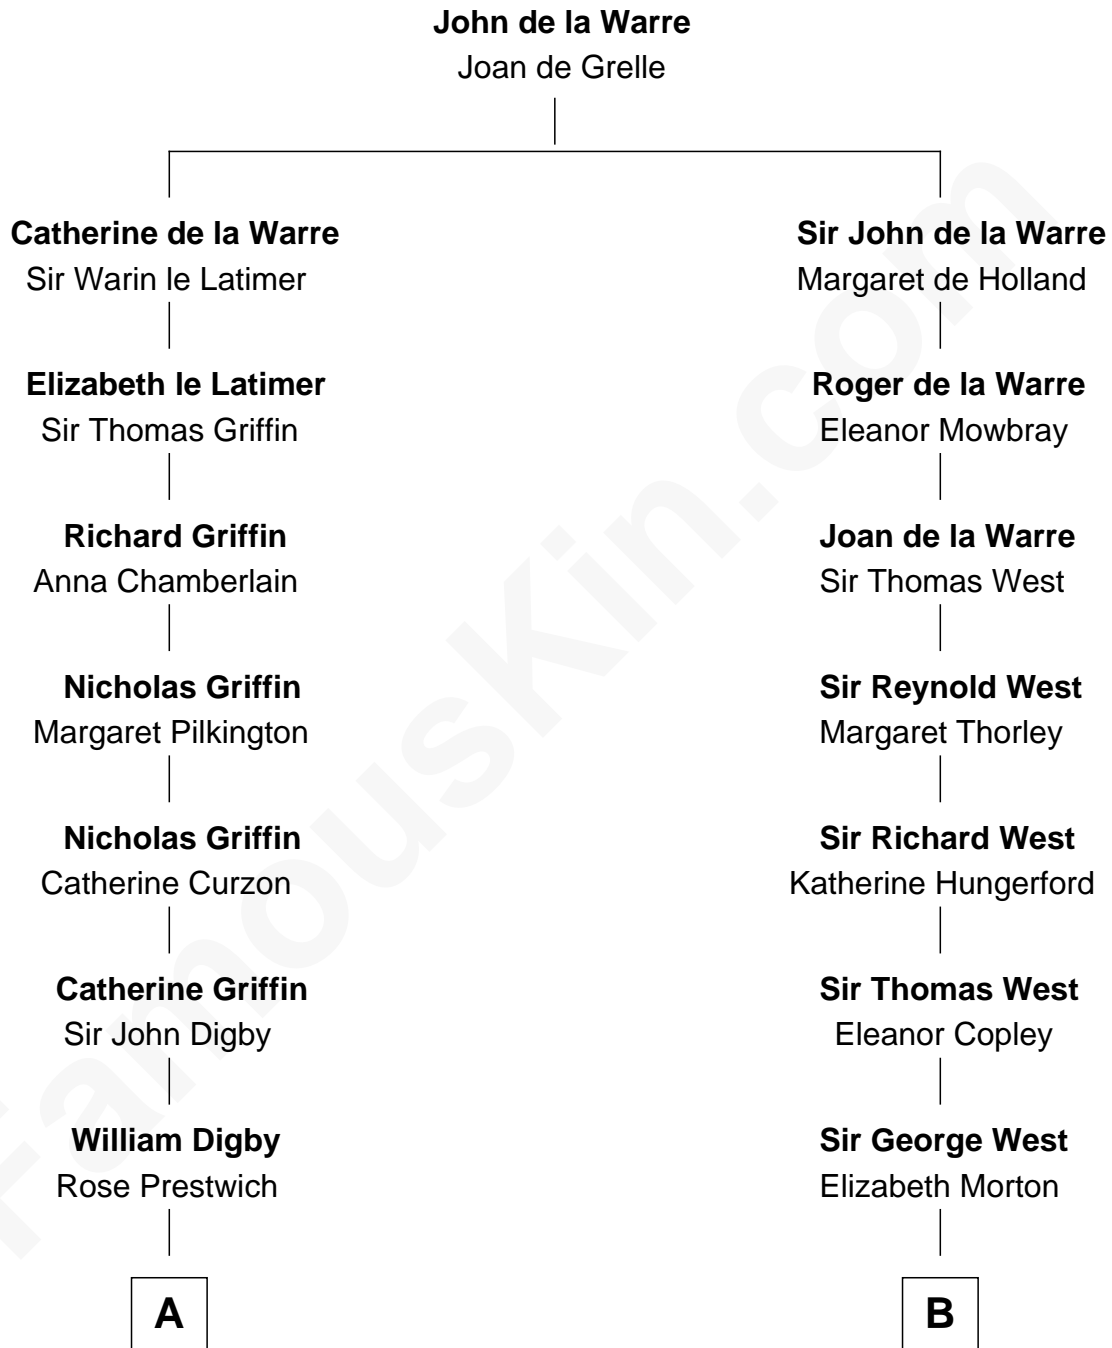 John de la Warre
Joan de Grelle
Catherine de la Warre
Sir Warin le Latimer
Sir John de la Warre
Margaret de Holland
Elizabeth le Latimer
Sir Thomas Griffin
Roger de la Warre
Eleanor Mowbray
Richard Griffin
Anna Chamberlain
Joan de la Warre
Sir Thomas West
Nicholas Griffin
Margaret Pilkington
Sir Reynold West
Margaret Thorley
Nicholas Griffin
Catherine Curzon
Sir Richard West
Katherine Hungerford
Catherine Griffin
Sir John Digby
Sir Thomas West
Eleanor Copley
William Digby
Rose Prestwich
Sir George West
Elizabeth Morton
A
B
FamousKin.com